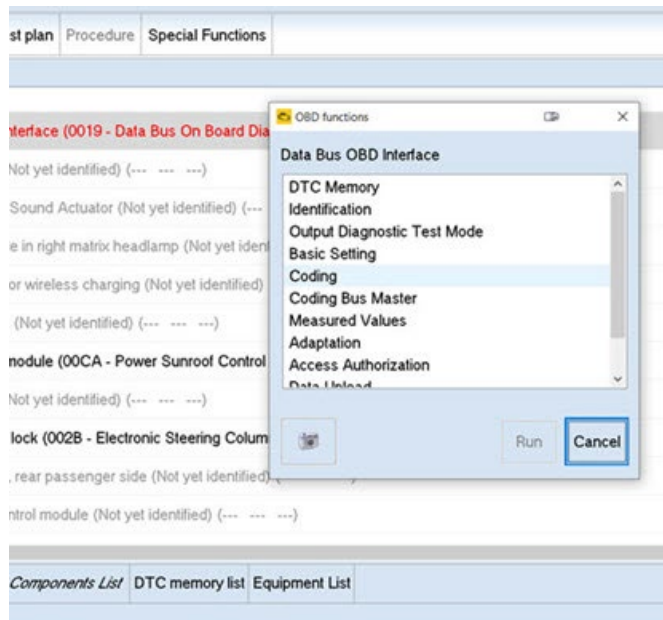 st plan Procedure Special Functions
OBD functions
nterface (0019 - Data Bus On Board Dia
Data Bus OBD Interface
Not yet identified) (--- --- ---)
DTC Memory
Identification
Sound Actuator (Not yet identified) (---
Output Diagnostic Test Mode
e in right matrix headlamp (Not yet iden
Basic Setting
Coding
or wireless charging (Not yet identified)
Coding Bus Master
(Not yet identified) (--- --- ---)
Measured Values
Adaptation
module (00CA - Power Sunroof Control
Access Authorization
Data Upload
Not yet identified) (--- --- ---)
lock (002B - Electronic Steering Colum
Run Cancel
, rear passenger side (Not yet identified)
ntrol module (Not yet identified) (--- --- ---)
Components List DTC memory list Equipment List